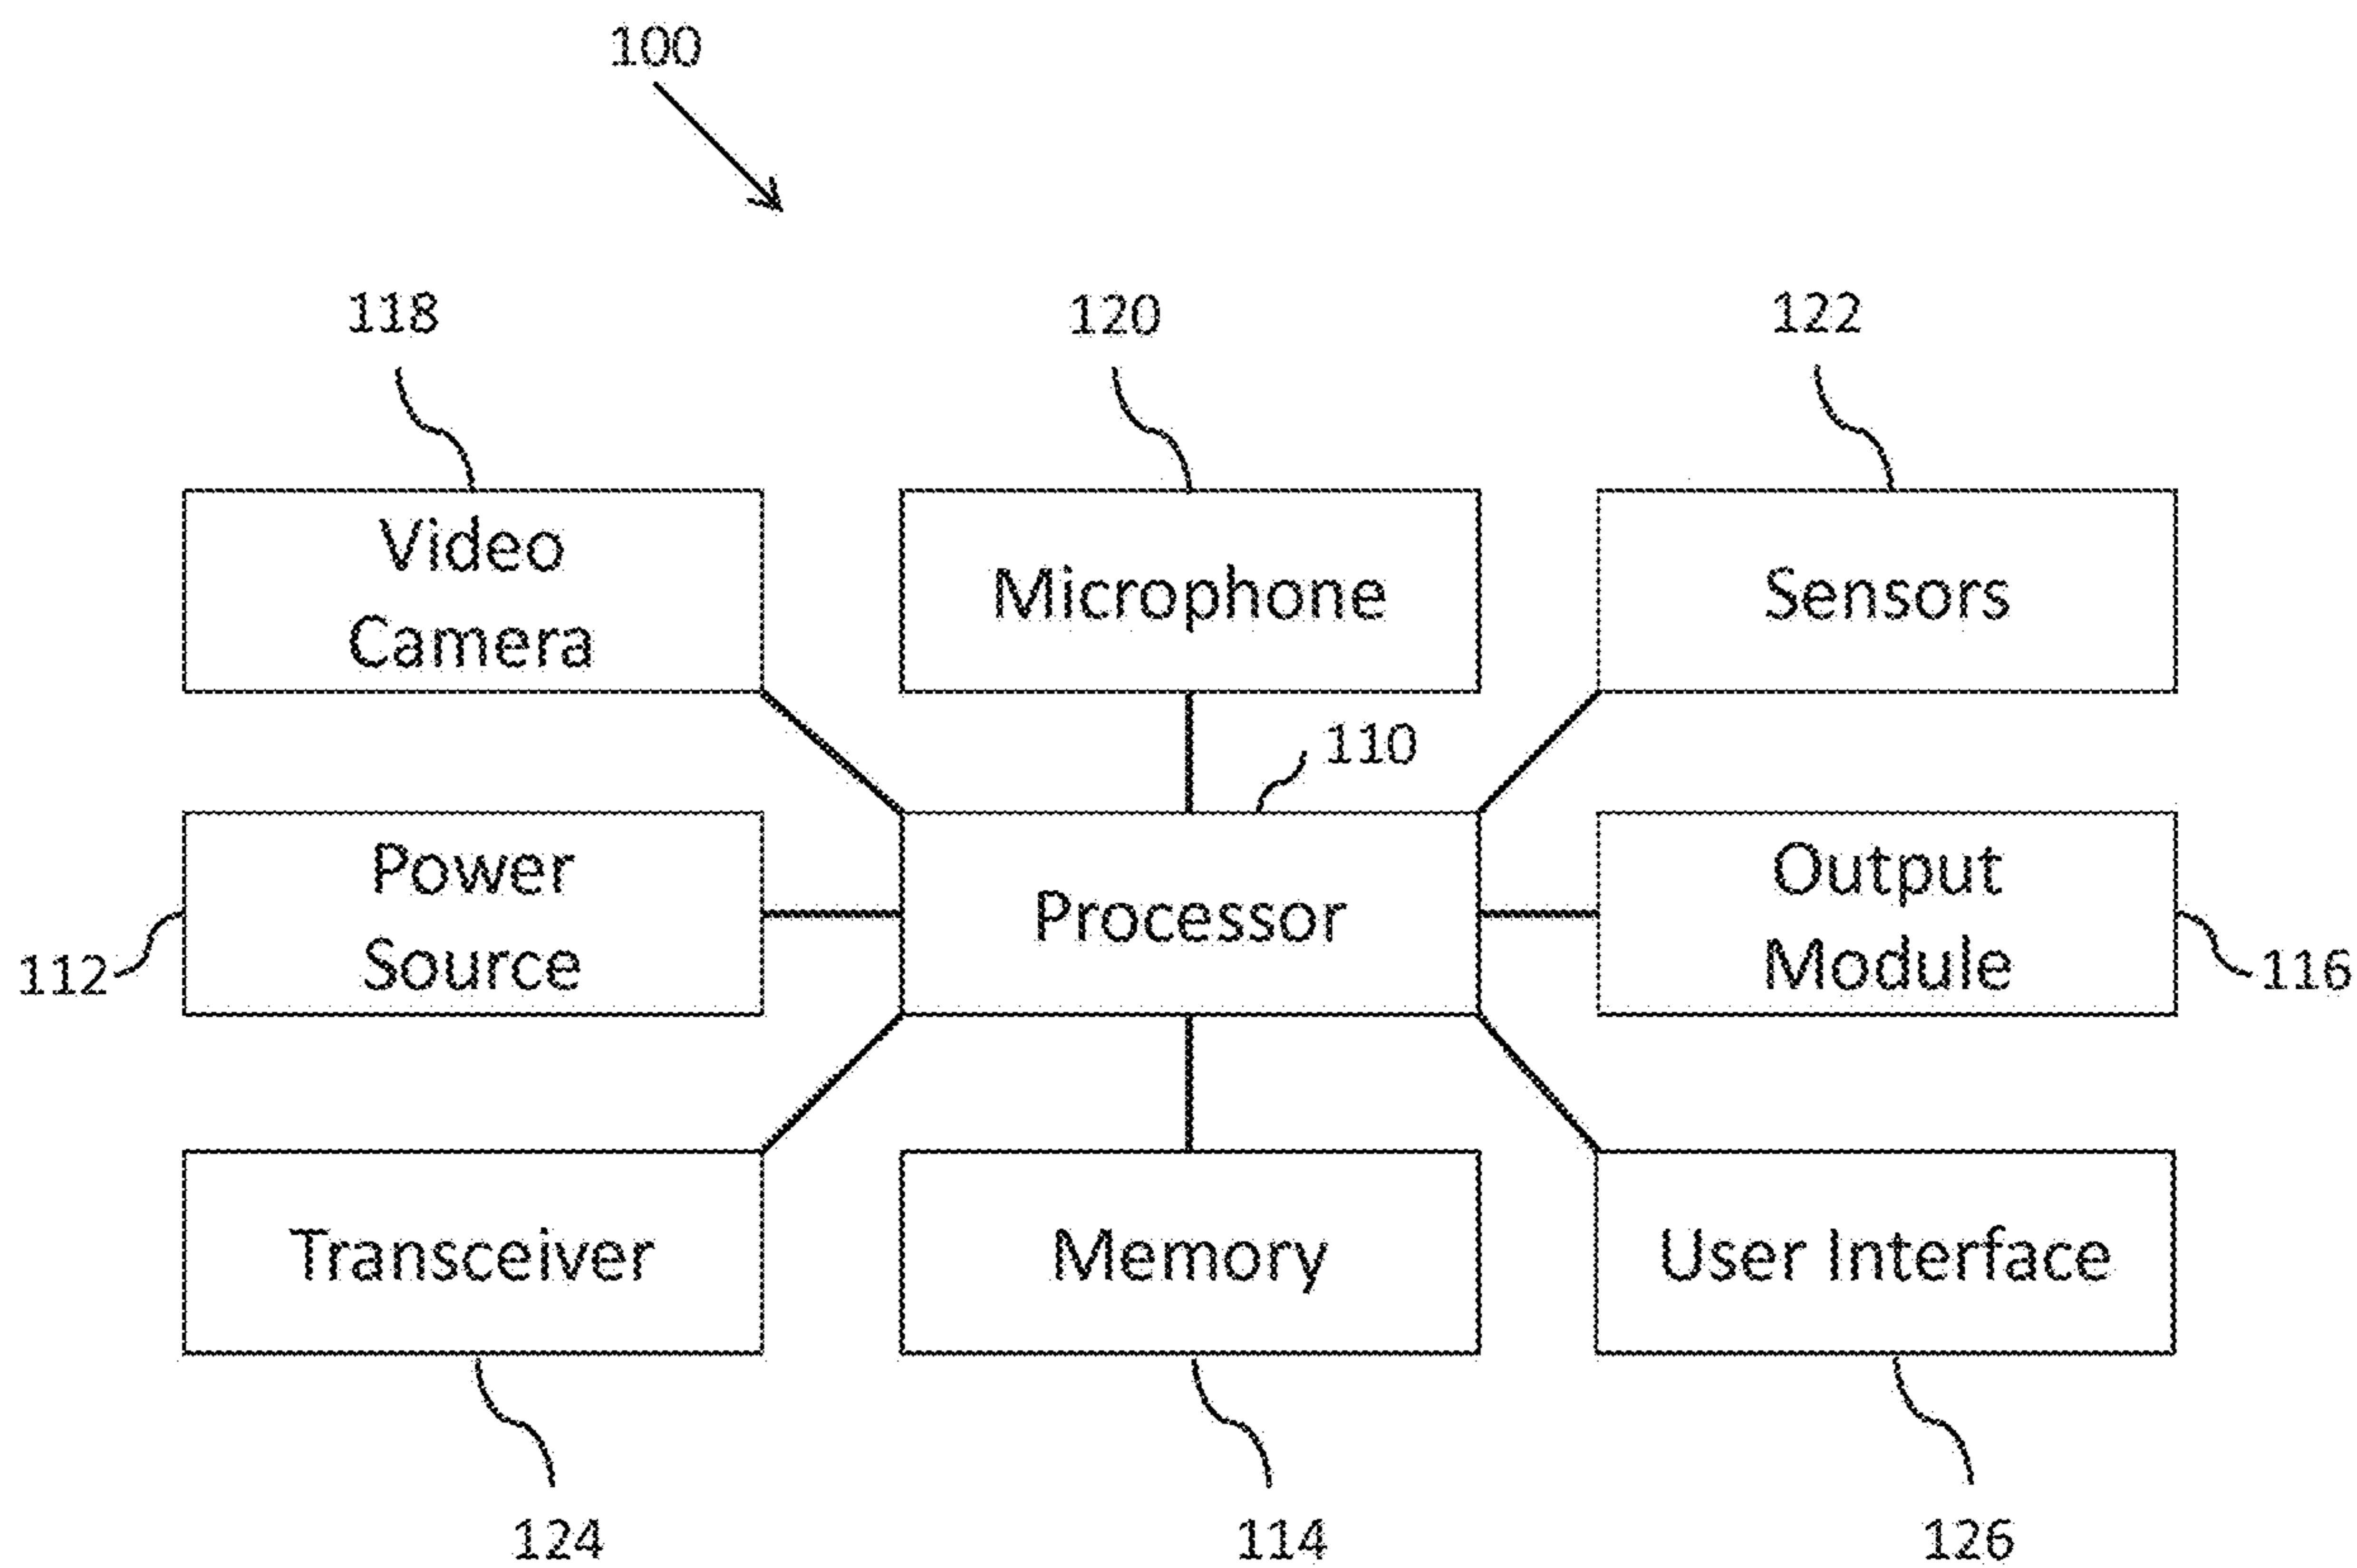 100
118
120
122
Video
Camera
Microphone
Sensors
110
Power
Source
Processor
Output
Module
112
116
Transceiver
Memory
User Interface
124
114
126